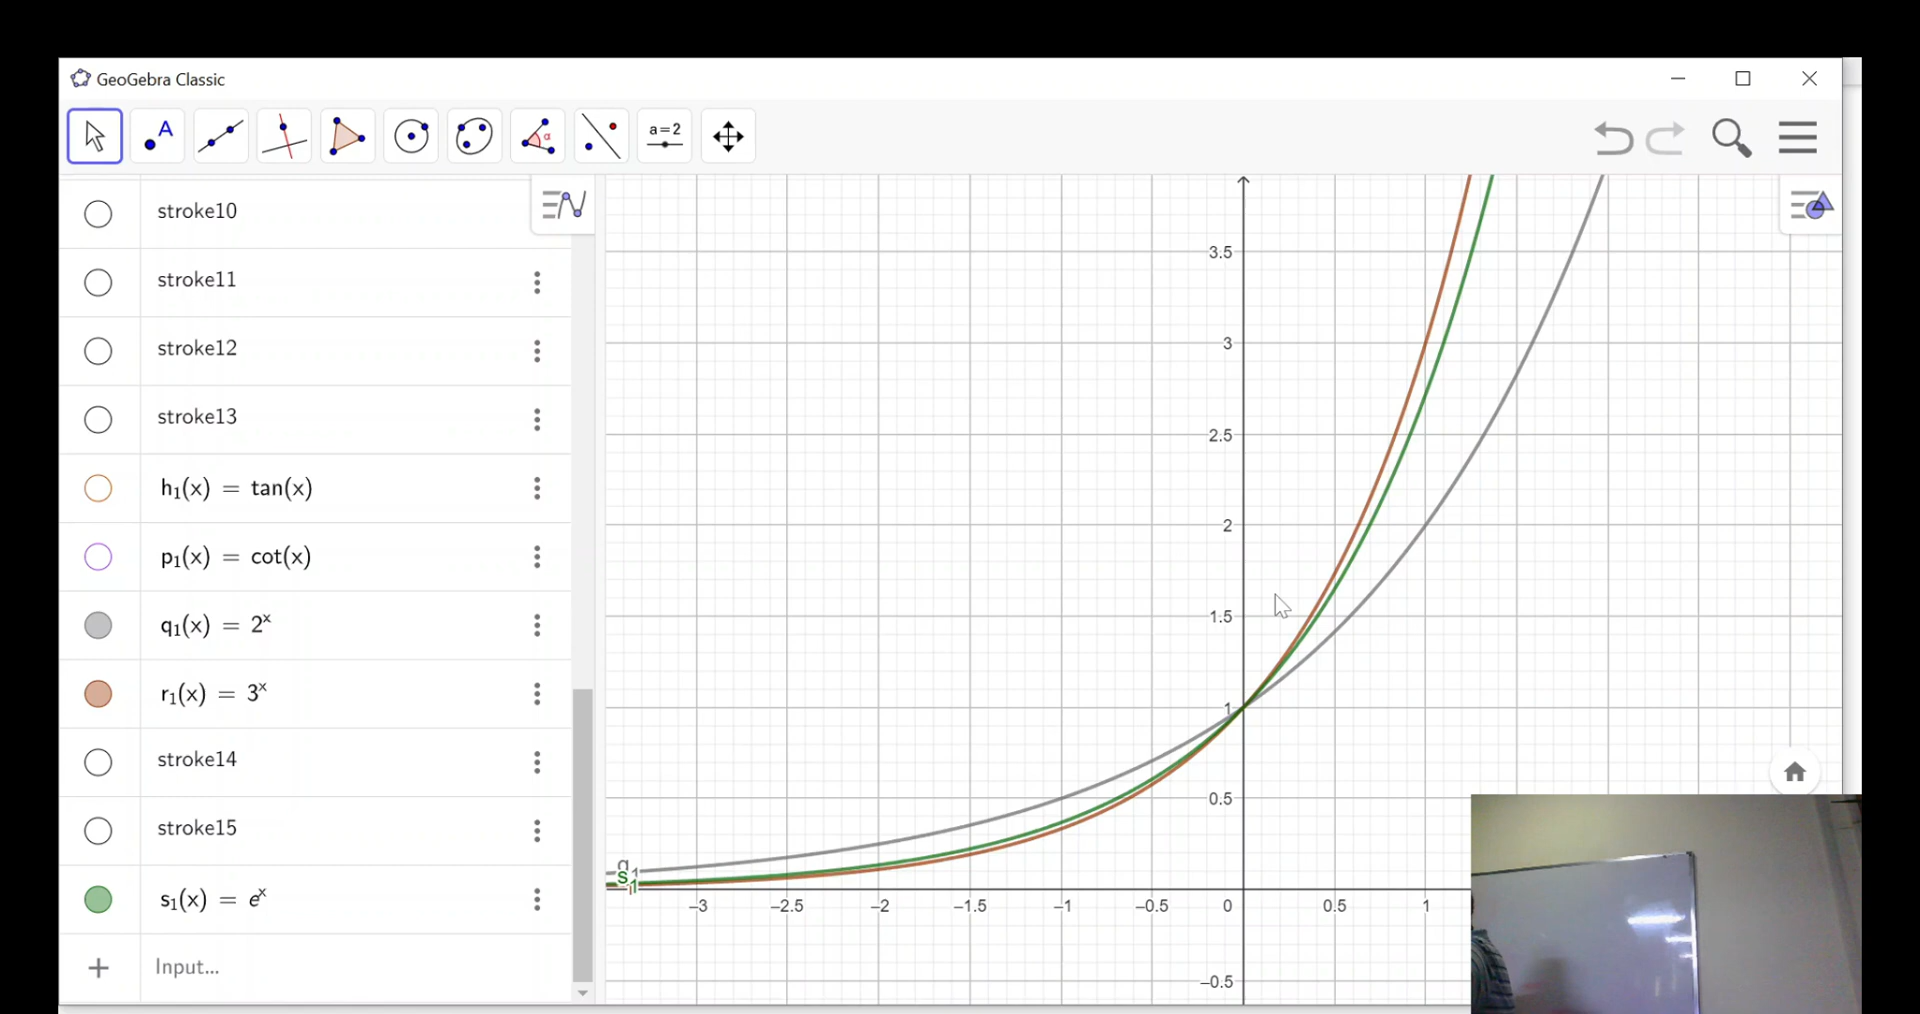 GeoGebra Classic
A
α
a=2
stroke10
stroke11
stroke12
stroke13
h₁(x) = tan(x)
p₁(x) = cot(x)
q₁(x) = 2ˣ
r₁(x) = 3ˣ
stroke14
stroke15
s₁(x) = eˣ
+ Input...
3.5
3
2.5
2
1.5
1
0.5
–3 –2.5 –2 –1.5 –1 –0.5 0 0.5 1
–0.5